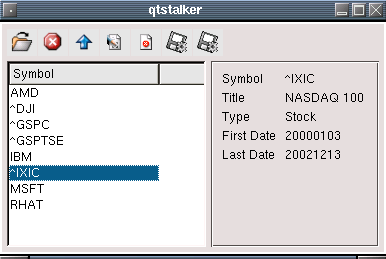 qtstalker
Symbol
AMD
^DJI
^GSPC
^GSPTSE
IBM
^IXIC
MSFT
RHAT
Symbol ^IXIC
Title NASDAQ 100
Type Stock
First Date 20000103
Last Date 20021213